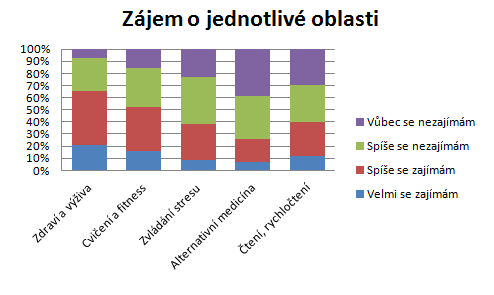 Zájem o jednotlivé oblasti
100%
90%
80%
70%
60%
50%
40%
30%
20%
10%
0%
Zdraví a výživa
Cvičení a fitness
Zvládání stresu
Alternativní medicína
Čtení, rychločtení
Vůbec se nezajímám
Spíše se nezajímám
Spíše se zajímám
Velmi se zajímám